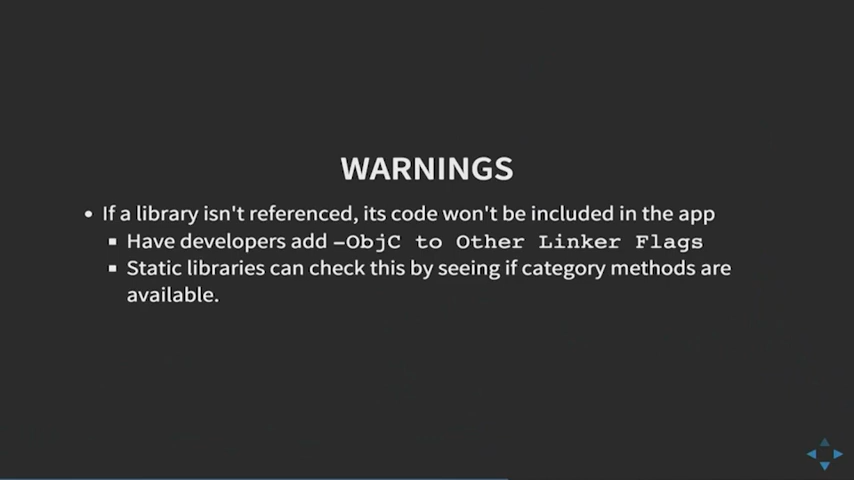 WARNINGS
• If a library isn't referenced, its code won't be included in the app
▪ Have developers add -ObjC to Other Linker Flags
▪ Static libraries can check this by seeing if category methods are
available.